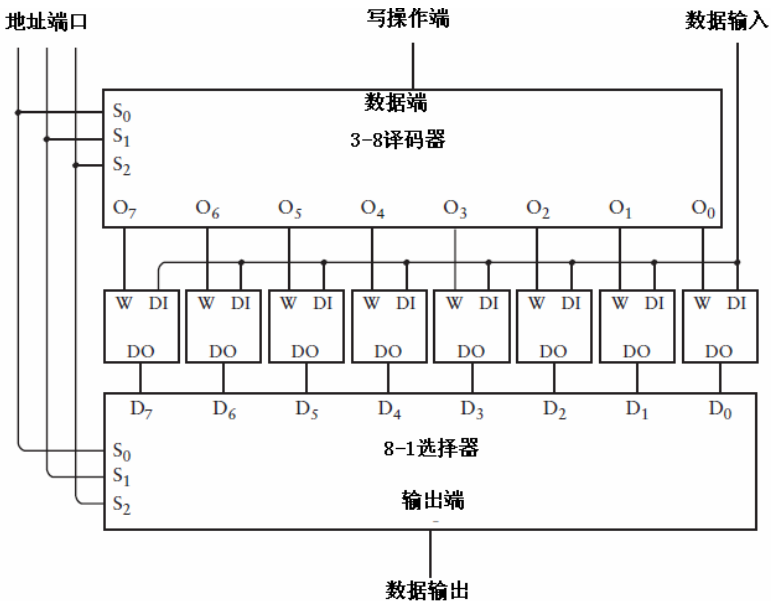 地址端口 写操作端 数据输入
数据端
S0
3-8译码器
S1
S2
O7 O6 O5 O4 O3 O2 O1 O0
W DI W DI W DI W DI W DI W DI W DI W DI
DO DO DO DO DO DO DO DO
D7 D6 D5 D4 D3 D2 D1 D0
8-1选择器
S0
S1
S2
输出端
数据输出